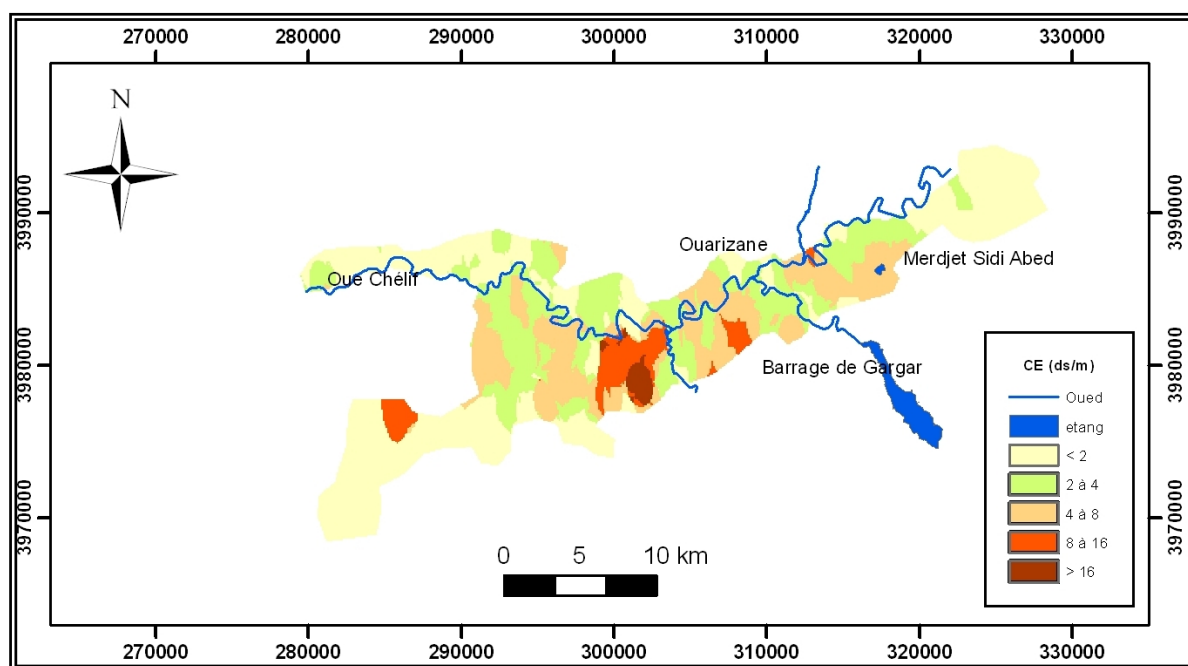 270000 280000 290000 300000 310000 320000 330000
N
3990000 3990000
Ouarizane
Merdjet Sidi Abed
Oue Chélif
3980000 3980000
Barrage de Gargar
CE (ds/m)
Oued
etang
< 2
2 à 4
4 à 8
8 à 16
> 16
3970000 3970000
0 5 10 km
270000 280000 290000 300000 310000 320000 330000